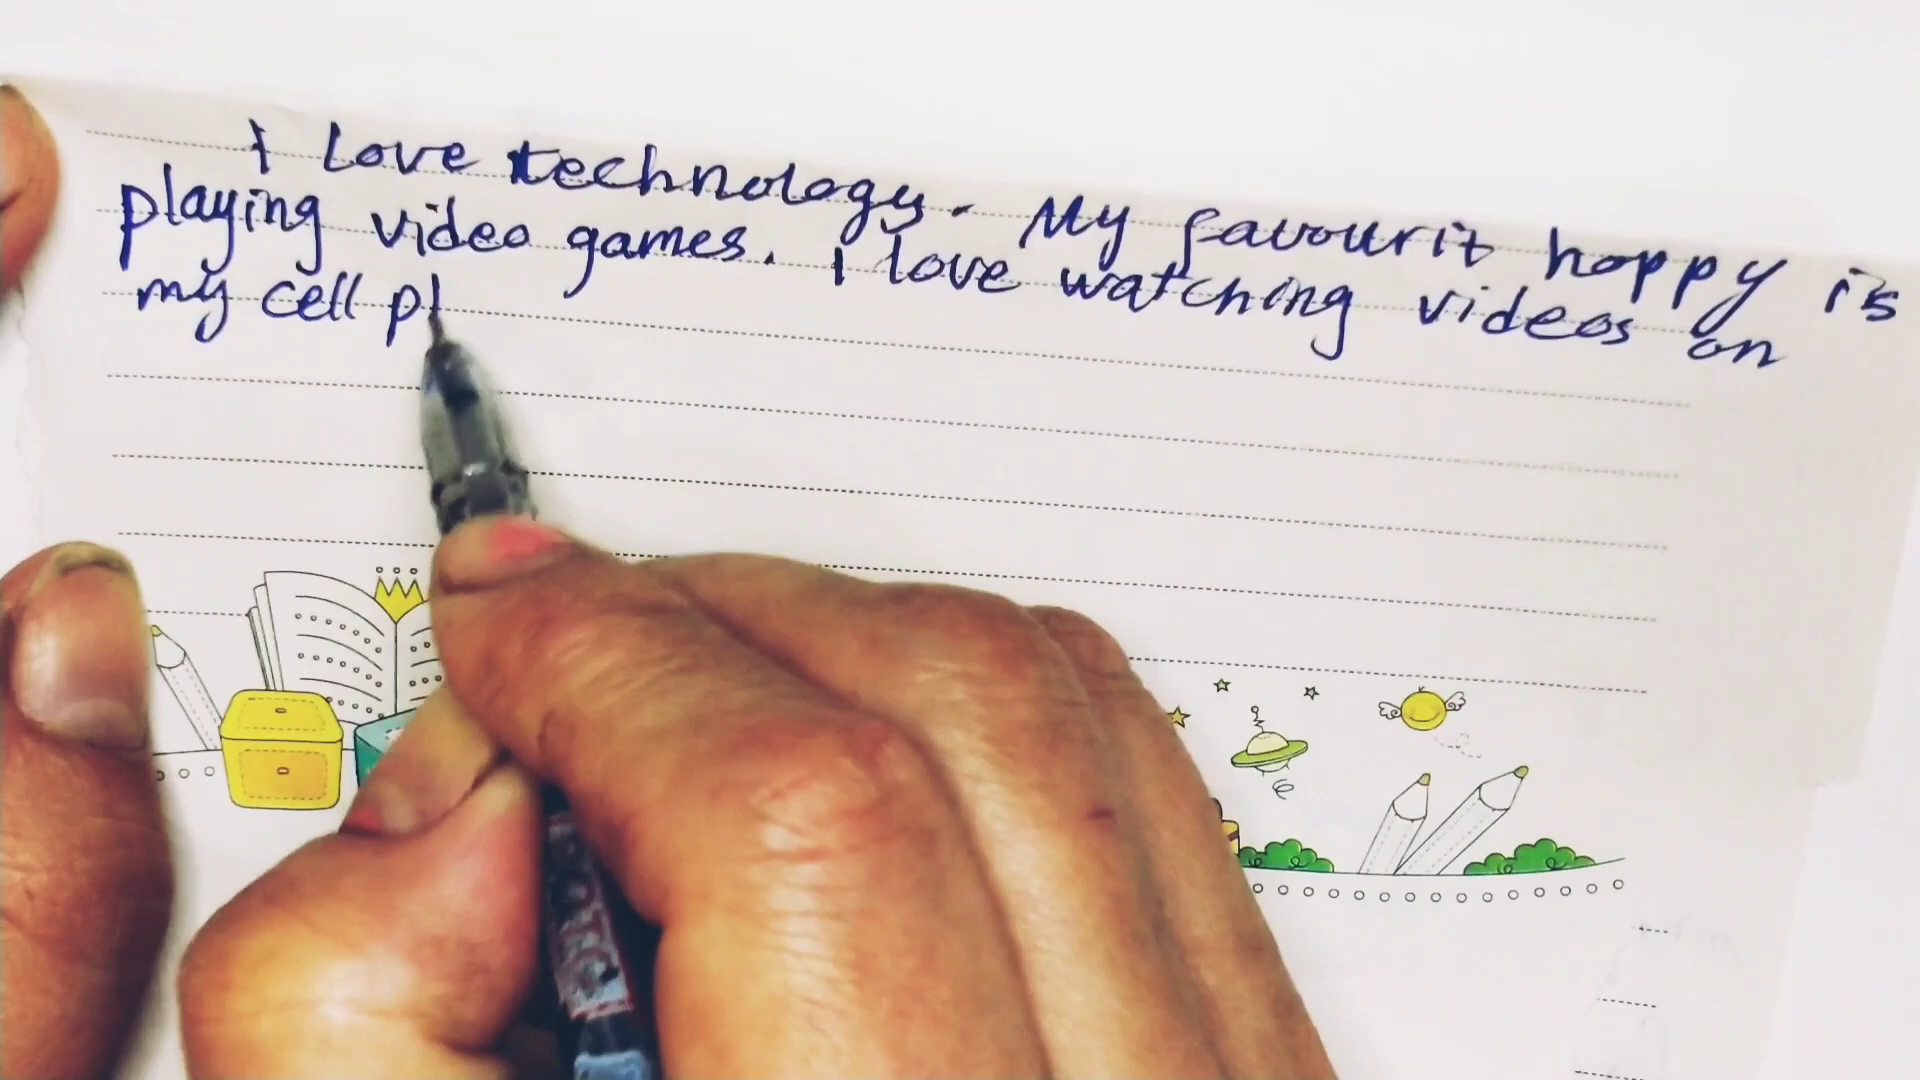 I Love technology. My favourit hoppy is
playing video games. I love watching videos on
my cell pl